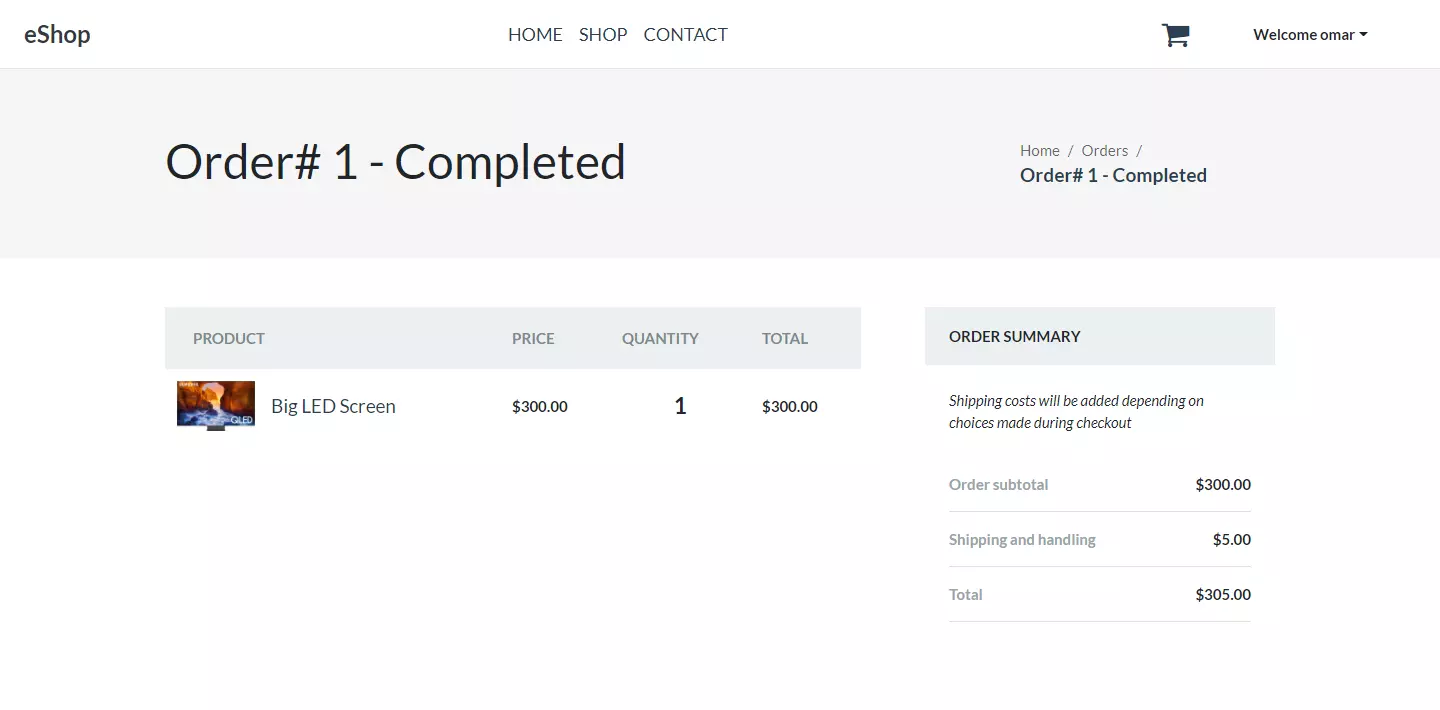 eShop
HOME SHOP CONTACT
Welcome omar
Order# 1 - Completed
Home / Orders /
Order# 1 - Completed
PRODUCT PRICE QUANTITY TOTAL
QLED
Big LED Screen $300.00 1 $300.00
ORDER SUMMARY
Shipping costs will be added depending on
choices made during checkout
Order subtotal $300.00
Shipping and handling $5.00
Total $305.00